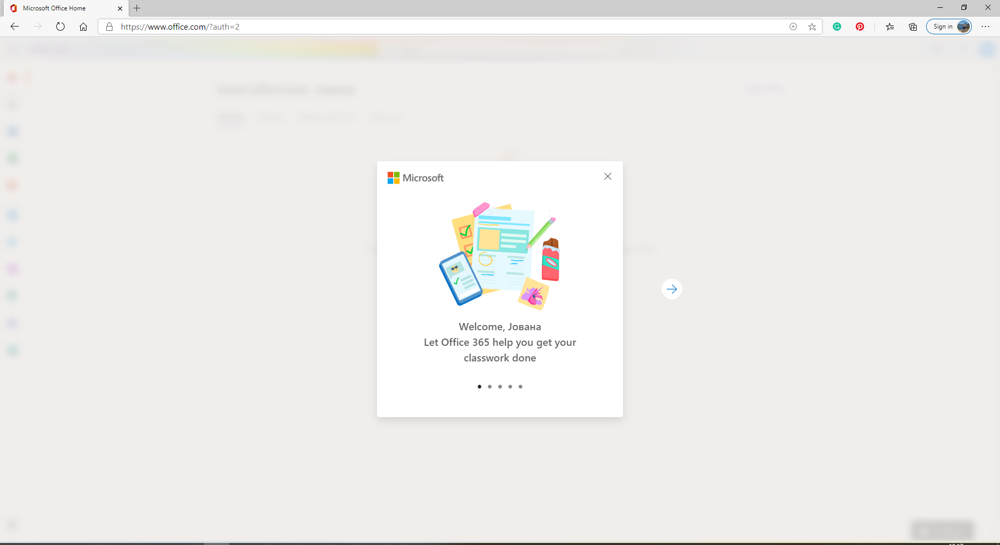 Microsoft Office Home
https://www.office.com/?auth=2
Sign in
Microsoft
Welcome, Јована
Let Office 365 help you get your
classwork done